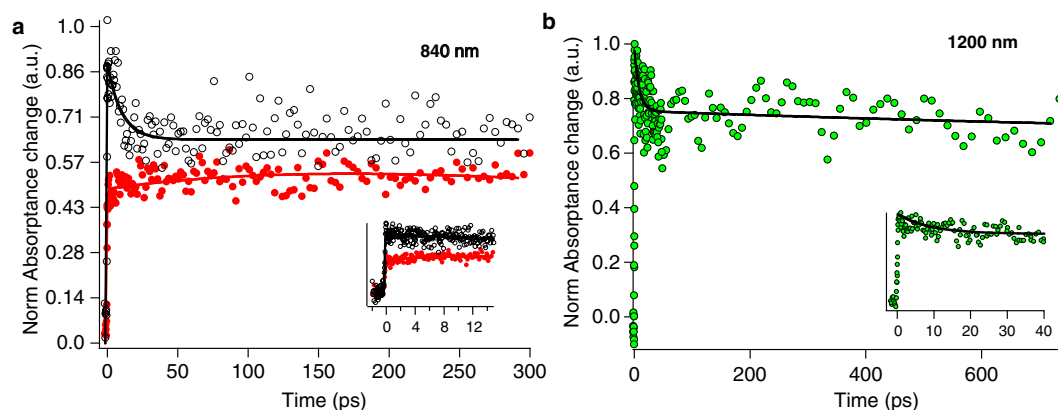 a
840 nm
Norm Absorptance change (a.u.)
1.0
0.86
0.71
0.57
0.43
0.28
0.14
0.0
0 4 8 12
0 50 100 150 200 250 300
Time (ps)
b
1200 nm
Norm Absorptance change (a.u.)
1.0
0.8
0.6
0.4
0.2
0.0
0 10 20 30 40
0 200 400 600
Time (ps)